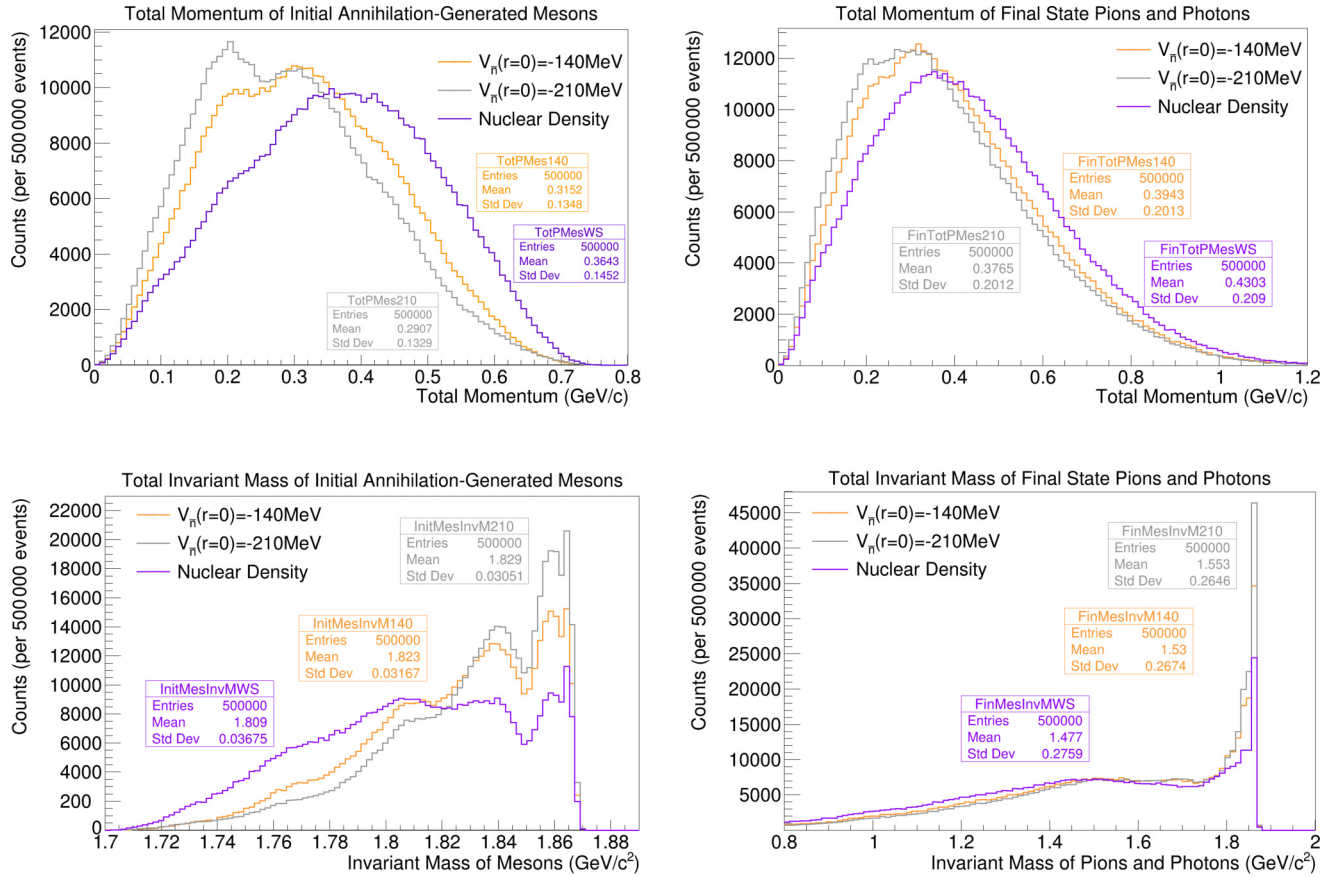 Total Momentum of Initial Annihilation-Generated Mesons
Counts (per 500000 events)
12000
10000
8000
6000
4000
2000
0
0 0.1 0.2 0.3 0.4 0.5 0.6 0.7 0.8
Total Momentum (GeV/c)
V_n̅(r=0)=-140MeV
V_n̅(r=0)=-210MeV
Nuclear Density
TotPMes140
Entries 500000
Mean 0.3152
Std Dev 0.1348
TotPMesWS
Entries 500000
Mean 0.3643
Std Dev 0.1452
TotPMes210
Entries 500000
Mean 0.2907
Std Dev 0.1329
Total Momentum of Final State Pions and Photons
Counts (per 500000 events)
12000
10000
8000
6000
4000
2000
0
0 0.2 0.4 0.6 0.8 1 1.2
Total Momentum (GeV/c)
V_n̅(r=0)=-140MeV
V_n̅(r=0)=-210MeV
Nuclear Density
FinTotPMes140
Entries 500000
Mean 0.3943
Std Dev 0.2013
FinTotPMes210
Entries 500000
Mean 0.3765
Std Dev 0.2012
FinTotPMesWS
Entries 500000
Mean 0.4303
Std Dev 0.209
Total Invariant Mass of Initial Annihilation-Generated Mesons
Counts (per 500000 events)
22000
20000
18000
16000
14000
12000
10000
8000
6000
4000
200
0
1.7 1.72 1.74 1.76 1.78 1.8 1.82 1.84 1.86 1.88
Invariant Mass of Mesons (GeV/c²)
V_n̅(r=0)=-140MeV
V_n̅(r=0)=-210MeV
Nuclear Density
InitMesInvM210
Entries 500000
Mean 1.829
Std Dev 0.03051
InitMesInvM140
Entries 500000
Mean 1.823
Std Dev 0.03167
InitMesInvMWS
Entries 500000
Mean 1.809
Std Dev 0.03675
Total Invariant Mass of Final State Pions and Photons
Counts (per 500000 events)
45000
40000
35000
30000
25000
20000
15000
10000
5000
0.8 1 1.2 1.4 1.6 1.8 2
Invariant Mass of Pions and Photons (GeV/c²)
V_n̅(r=0)=-140MeV
V_n̅(r=0)=-210MeV
Nuclear Density
FinMesInvM210
Entries 500000
Mean 1.553
Std Dev 0.2646
FinMesInvM140
Entries 500000
Mean 1.53
Std Dev 0.2674
FinMesInvMWS
Entries 500000
Mean 1.477
Std Dev 0.2759